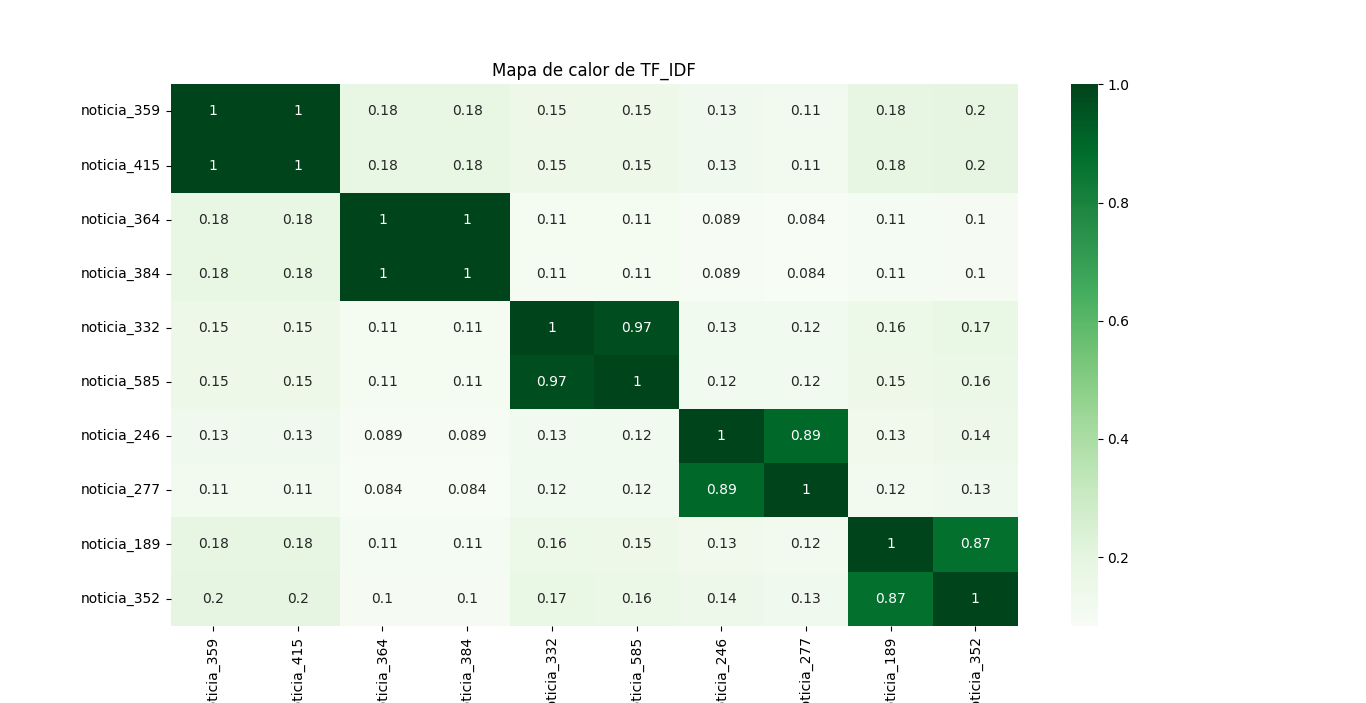 Mapa de calor de TF_IDF
noticia_359 1 1 0.18 0.18 0.15 0.15 0.13 0.11 0.18 0.2
noticia_415 1 1 0.18 0.18 0.15 0.15 0.13 0.11 0.18 0.2
noticia_364 0.18 0.18 1 1 0.11 0.11 0.089 0.084 0.11 0.1
noticia_384 0.18 0.18 1 1 0.11 0.11 0.089 0.084 0.11 0.1
noticia_332 0.15 0.15 0.11 0.11 1 0.97 0.13 0.12 0.16 0.17
noticia_585 0.15 0.15 0.11 0.11 0.97 1 0.12 0.12 0.15 0.16
noticia_246 0.13 0.13 0.089 0.089 0.13 0.12 1 0.89 0.13 0.14
noticia_277 0.11 0.11 0.084 0.084 0.12 0.12 0.89 1 0.12 0.13
noticia_189 0.18 0.18 0.11 0.11 0.16 0.15 0.13 0.12 1 0.87
noticia_352 0.2 0.2 0.1 0.1 0.17 0.16 0.14 0.13 0.87 1
ticia_359
ticia_415
oticia_364
oticia_384
oticia_332
oticia_585
oticia_246
oticia_277
oticia_189
oticia_352
1.0
0.8
0.6
0.4
0.2